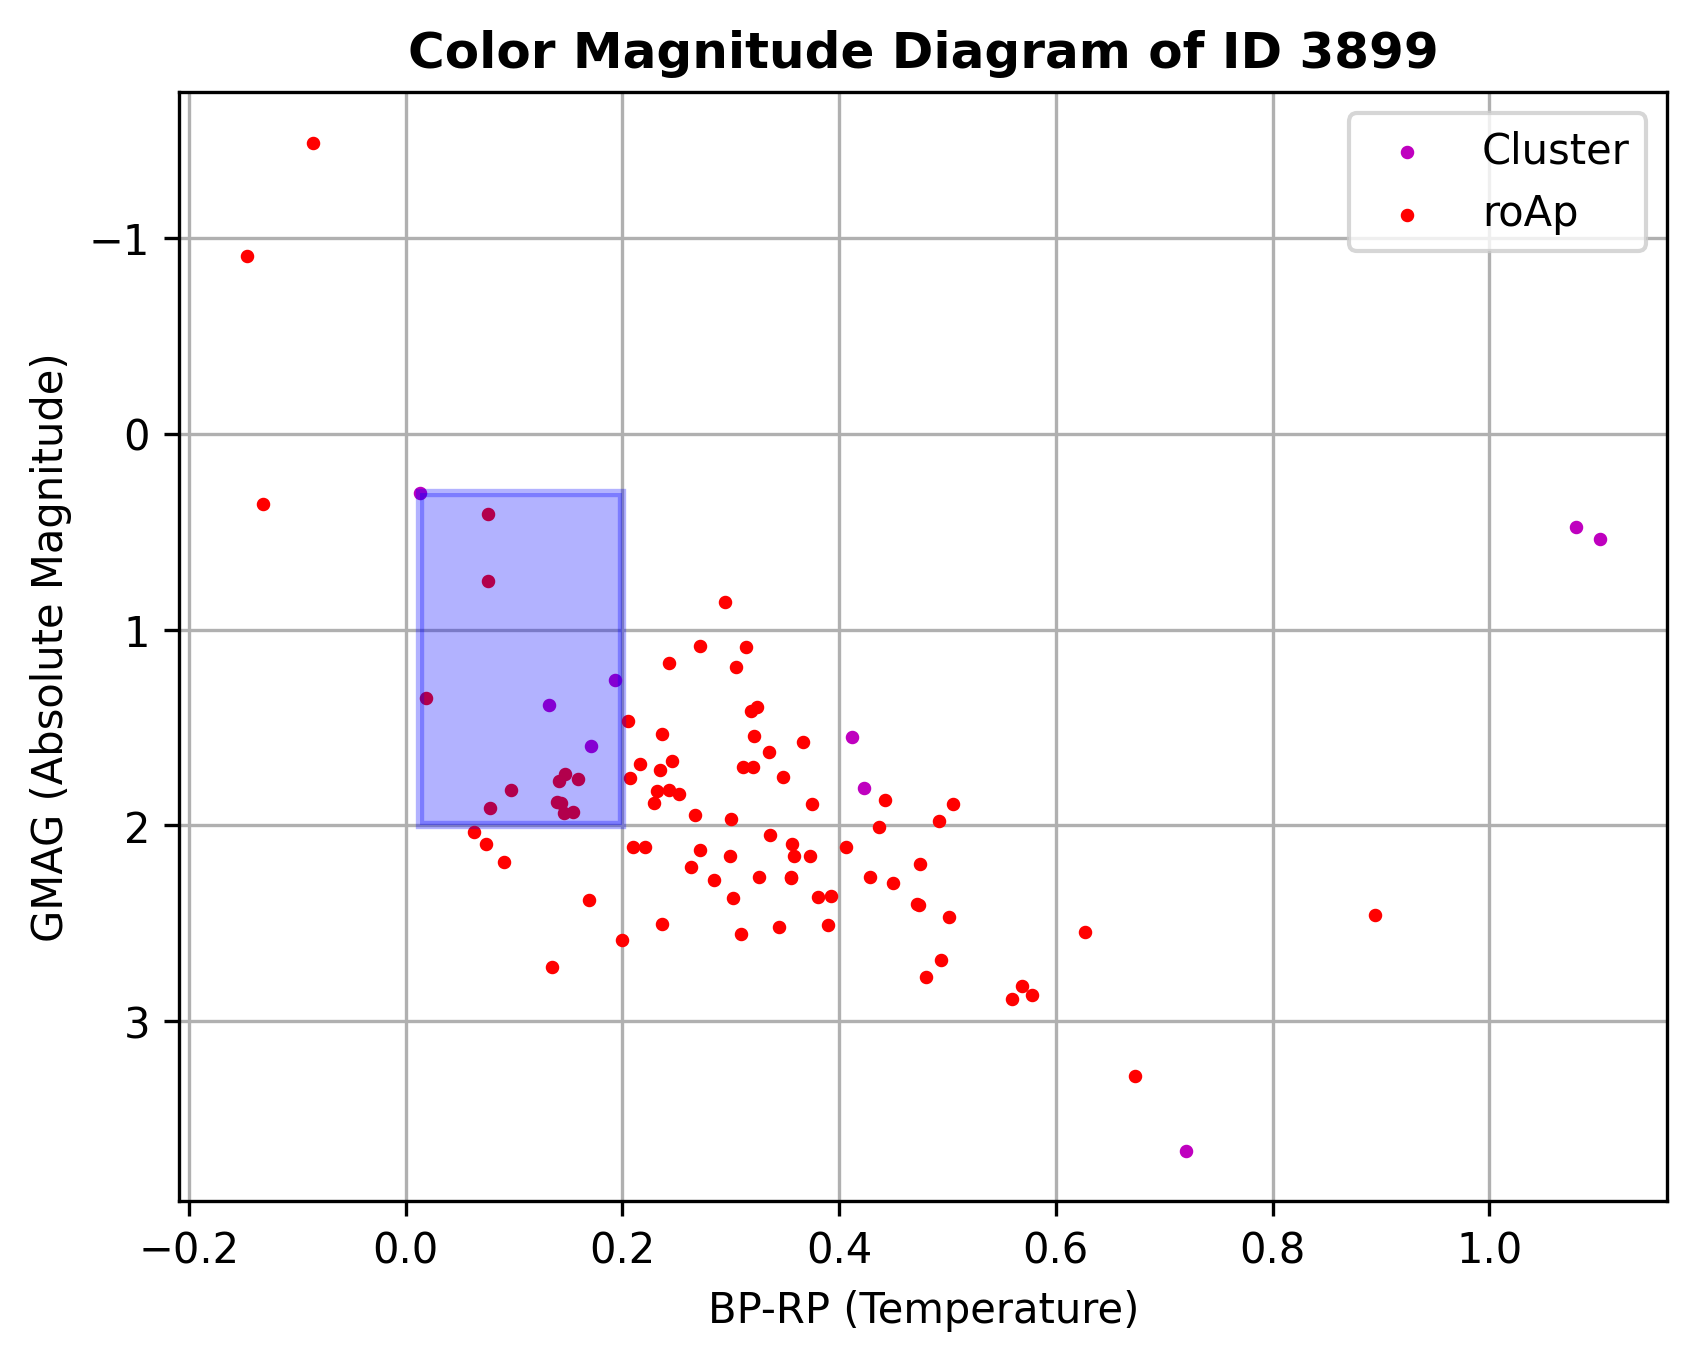 Color Magnitude Diagram of ID 3899
Cluster
roAp
GMAG (Absolute Magnitude)
−1
0
1
2
3
−0.2 0.0 0.2 0.4 0.6 0.8 1.0
BP-RP (Temperature)